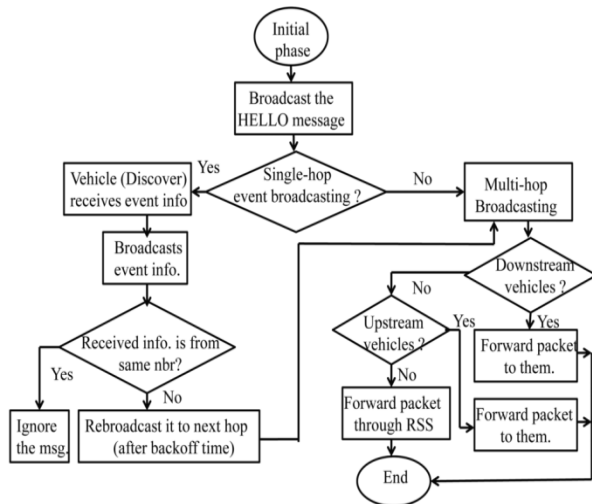 Initial
phase
Broadcast the
HELLO message
Single-hop
event broadcasting ?
Yes
No
Vehicle (Discover)
receives event info
Multi-hop
Broadcasting
Broadcasts
event info.
Downstream
vehicles ?
No
Yes
Received info. is from
same nbr?
Upstream
vehicles ?
Yes
No
Forward packet
to them.
Yes
No
Ignore
the msg.
Rebroadcast it to next hop
(after backoff time)
Forward packet
through RSS
Forward packet
to them.
End